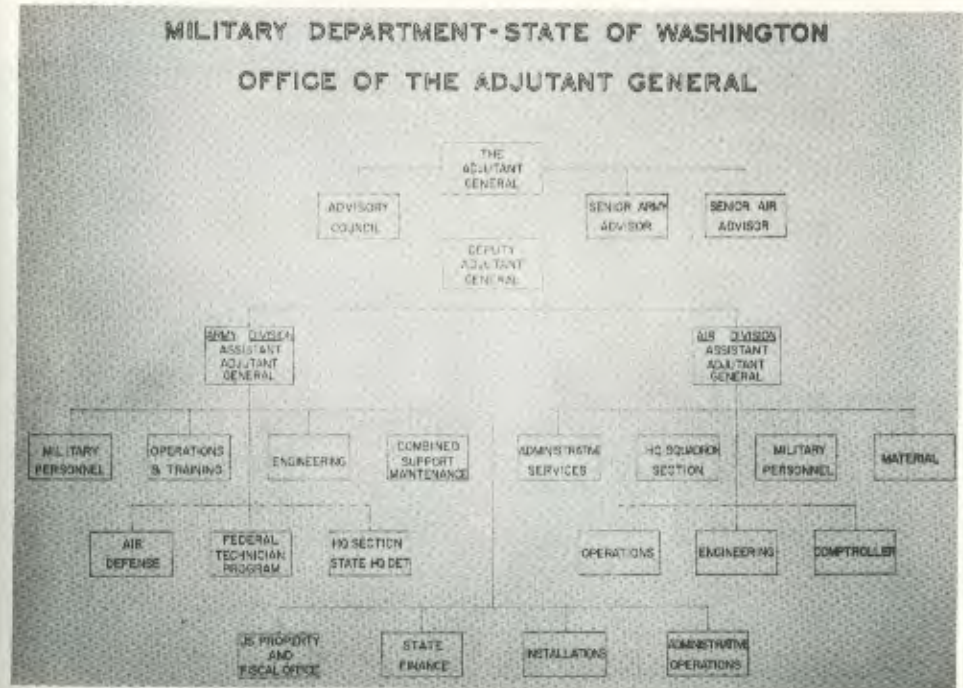 MILITARY DEPARTMENT-STATE OF WASHINGTON
OFFICE OF THE ADJUTANT GENERAL
THE
ADJUTANT
GENERAL
ADVISORY
COUNCIL
SENIOR ARMY
ADVISOR
SENIOR AIR
ADVISOR
DEPUTY
ADJUTANT
GENERAL
ARMY DIVISION
ASSISTANT
ADJUTANT
GENERAL
AIR DIVISION
ASSISTANT
ADJUTANT
GENERAL
MILITARY
PERSONNEL
OPERATIONS
& TRAINING
ENGINEERING
COMBINED
SUPPORT
MAINTENANCE
ADMINISTRATIVE
SERVICES
HQ SQUADRON
SECTION
MILITARY
PERSONNEL
MATERIAL
AIR
DEFENSE
FEDERAL
TECHNICIAN
PROGRAM
HQ SECTION
STATE HQ DET
OPERATIONS
ENGINEERING
COMPTROLLER
US PROPERTY
AND
FISCAL OFFICE
STATE
FINANCE
INSTALLATIONS
ADMINISTRATIVE
OPERATIONS